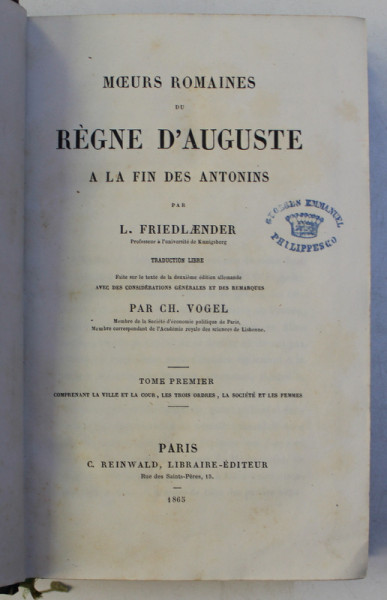 MŒURS ROMAINES
DU
RÈGNE D'AUGUSTE
A LA FIN DES ANTONINS
PAR
L. FRIEDLÆNDER
Professeur à l'université de Kœnigsberg
TRADUCTION LIBRE
Faite sur le texte de la deuxième édition allemande
AVEC DES CONSIDÉRATIONS GÉNÉRALES ET DES REMARQUES
PAR CH. VOGEL
Membre de la Société d'économie politique de Paris,
Membre correspondant de l'Académie royale des sciences de Lisbonne.
TOME PREMIER
COMPRENANT LA VILLE ET LA COUR, LES TROIS ORDRES, LA SOCIÉTÉ ET LES FEMMES
PARIS
C. REINWALD, LIBRAIRE-ÉDITEUR
Rue des Saints-Pères, 15.
1865
GEORGES EMMANUEL
PHILIPPESCO